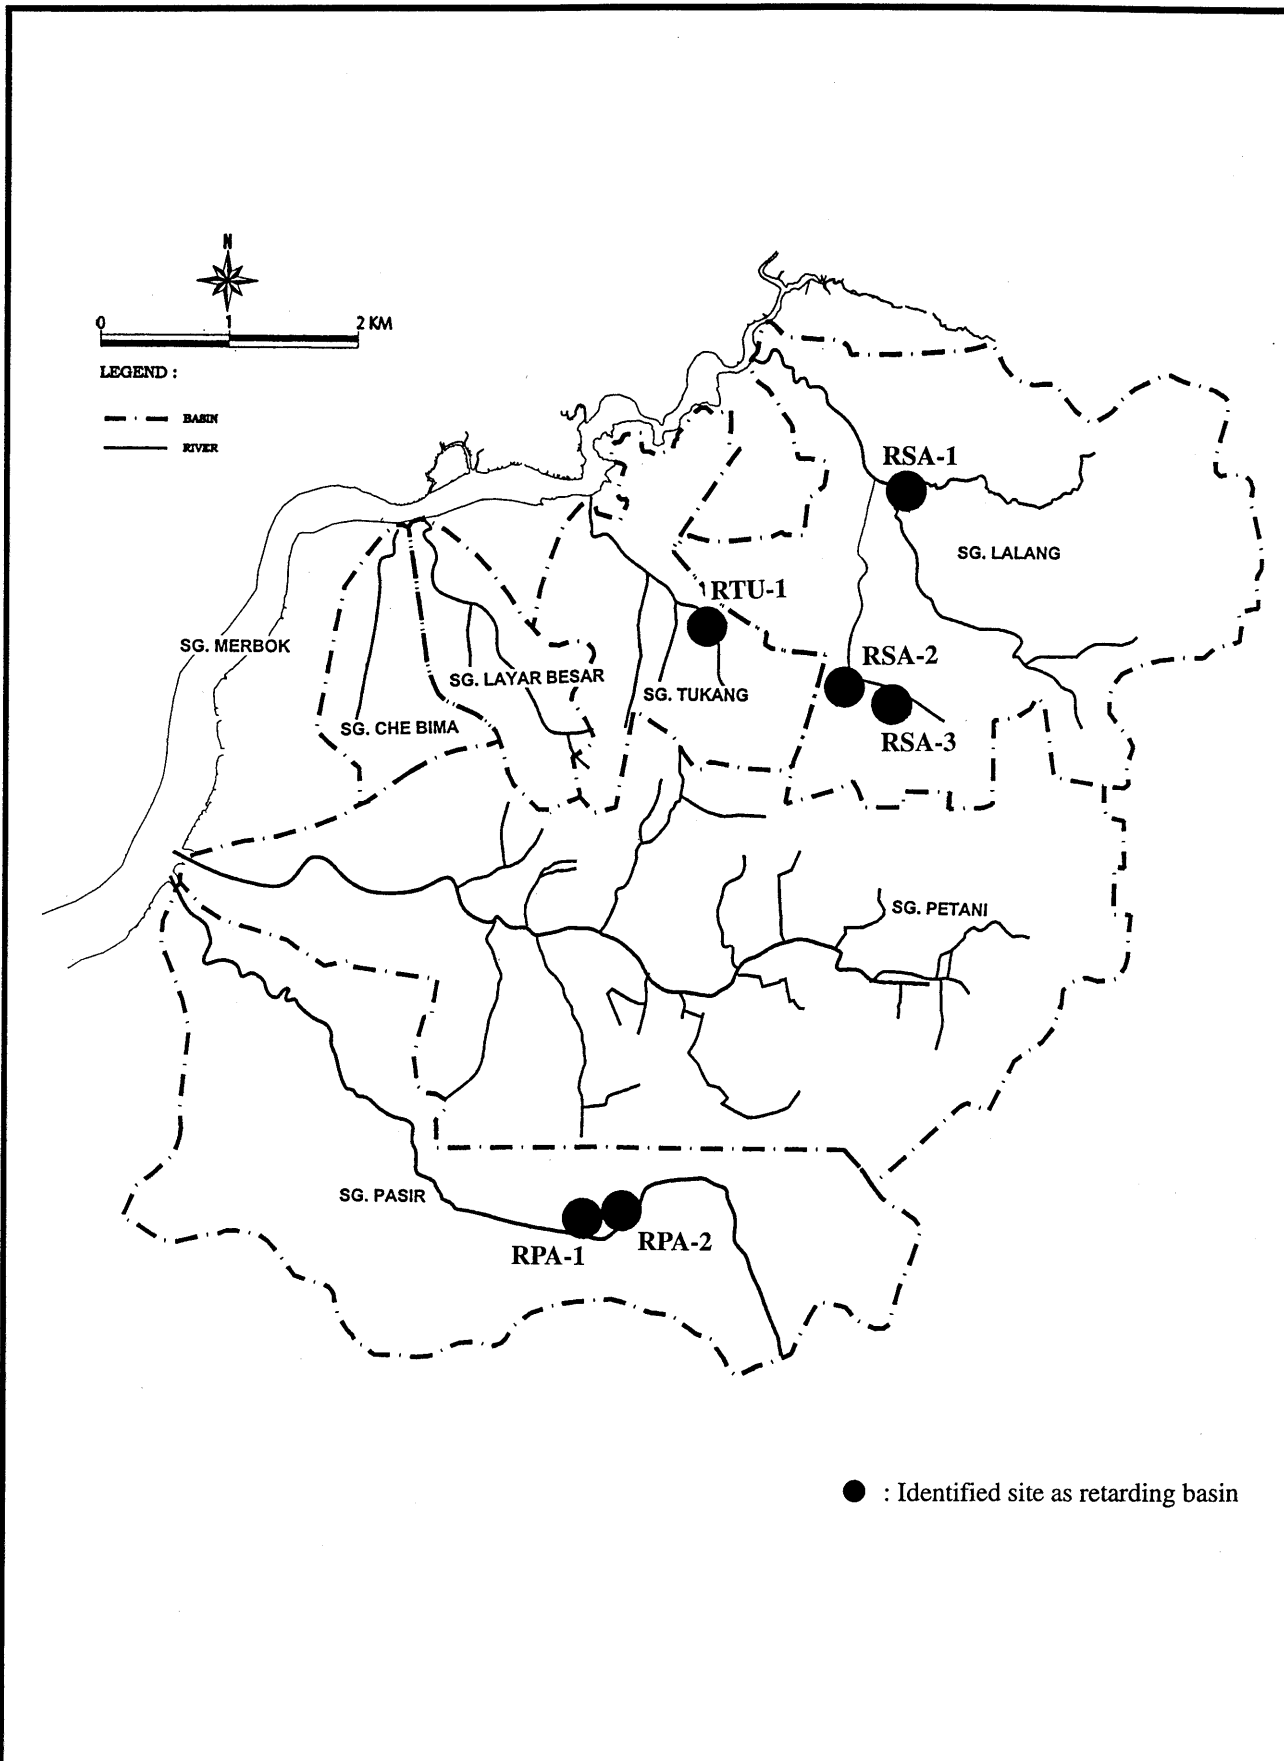 N
0 1 2 KM
LEGEND :
BASIN
RIVER
RSA-1
SG. LALANG
RTU-1
SG. MERBOK
RSA-2
SG. LAYAR BESAR
SG. TUKANG
SG. CHE BIMA
RSA-3
SG. PETANI
SG. PASIR
RPA-1
RPA-2
: Identified site as retarding basin